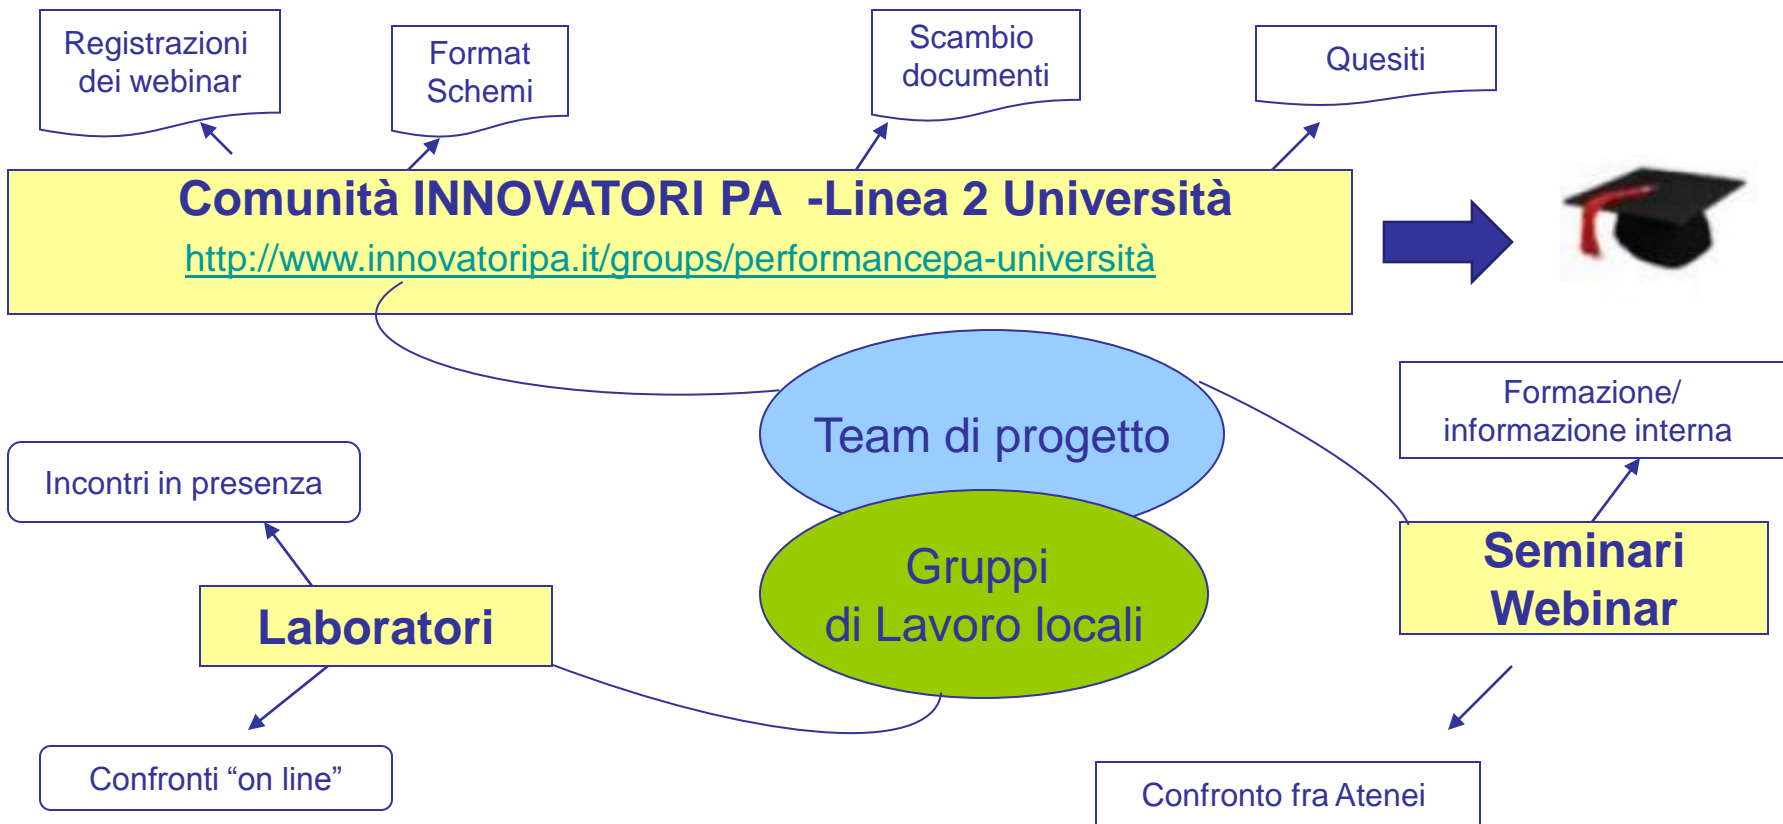 Registrazioni
dei webinar
Format
Schemi
Scambio
documenti
Quesiti
Comunità INNOVATORI PA -Linea 2 Università
http://www.innovatoripa.it/groups/performancepa-università
Team di progetto
Formazione/
informazione interna
Incontri in presenza
Gruppi
di Lavoro locali
Seminari
Webinar
Laboratori
Confronti “on line”
Confronto fra Atenei